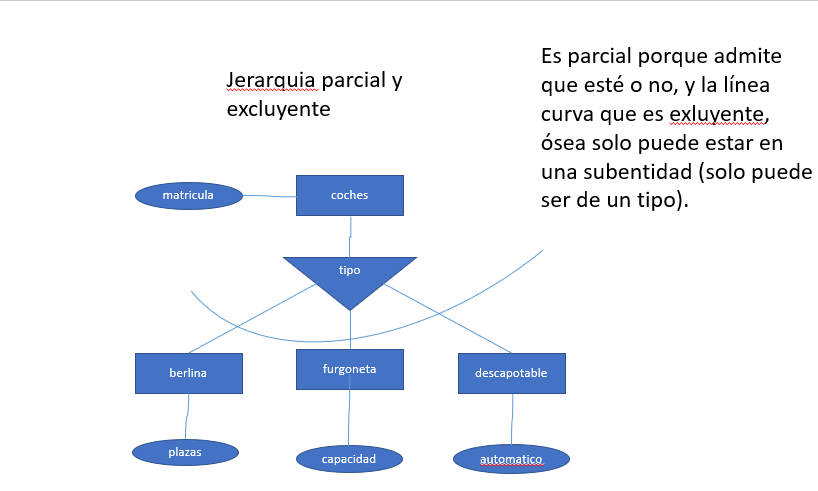 Jerarquia parcial y
excluyente
Es parcial porque admite
que esté o no, y la línea
curva que es exluyente,
ósea solo puede estar en
una subentidad (solo puede
ser de un tipo).
matricula
coches
tipo
berlina
furgoneta
descapotable
plazas
capacidad
automatico